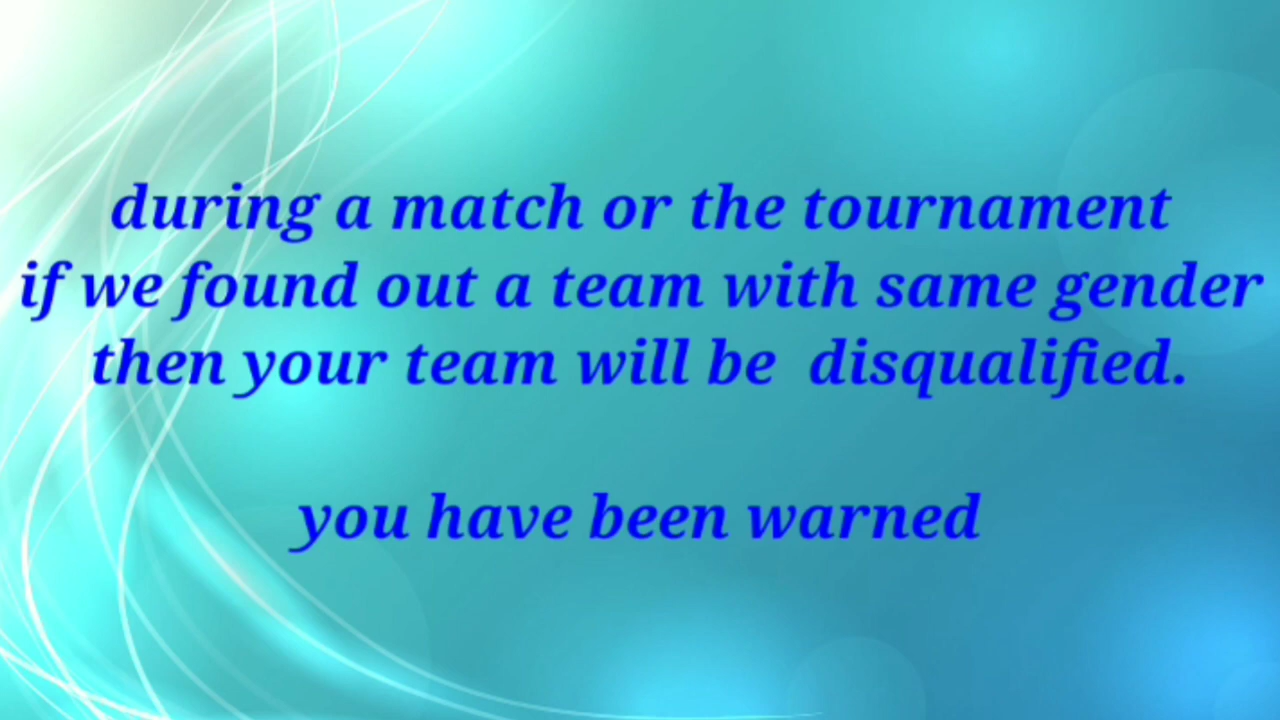 during a match or the tournament
if we found out a team with same gender
then your team will be  disqualified.
you have been warned